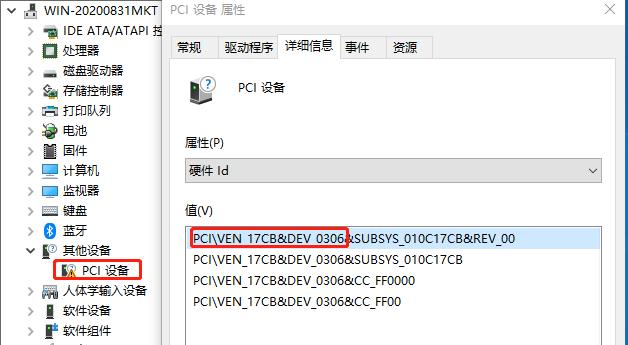 WIN-20200831MKT
IDE ATA/ATAPI 控
处理器
磁盘驱动器
存储控制器
打印队列
电池
固件
计算机
监视器
键盘
蓝牙
其他设备
PCI 设备
人体学输入设备
软件设备
软件组件
PCI 设备 属性
常规 驱动程序 详细信息 事件 资源
PCI 设备
属性(P)
硬件 Id
值(V)
PCI\VEN_17CB&DEV_0306&SUBSYS_010C17CB&REV_00
PCI\VEN_17CB&DEV_0306&SUBSYS_010C17CB
PCI\VEN_17CB&DEV_0306&CC_FF0000
PCI\VEN_17CB&DEV_0306&CC_FF00